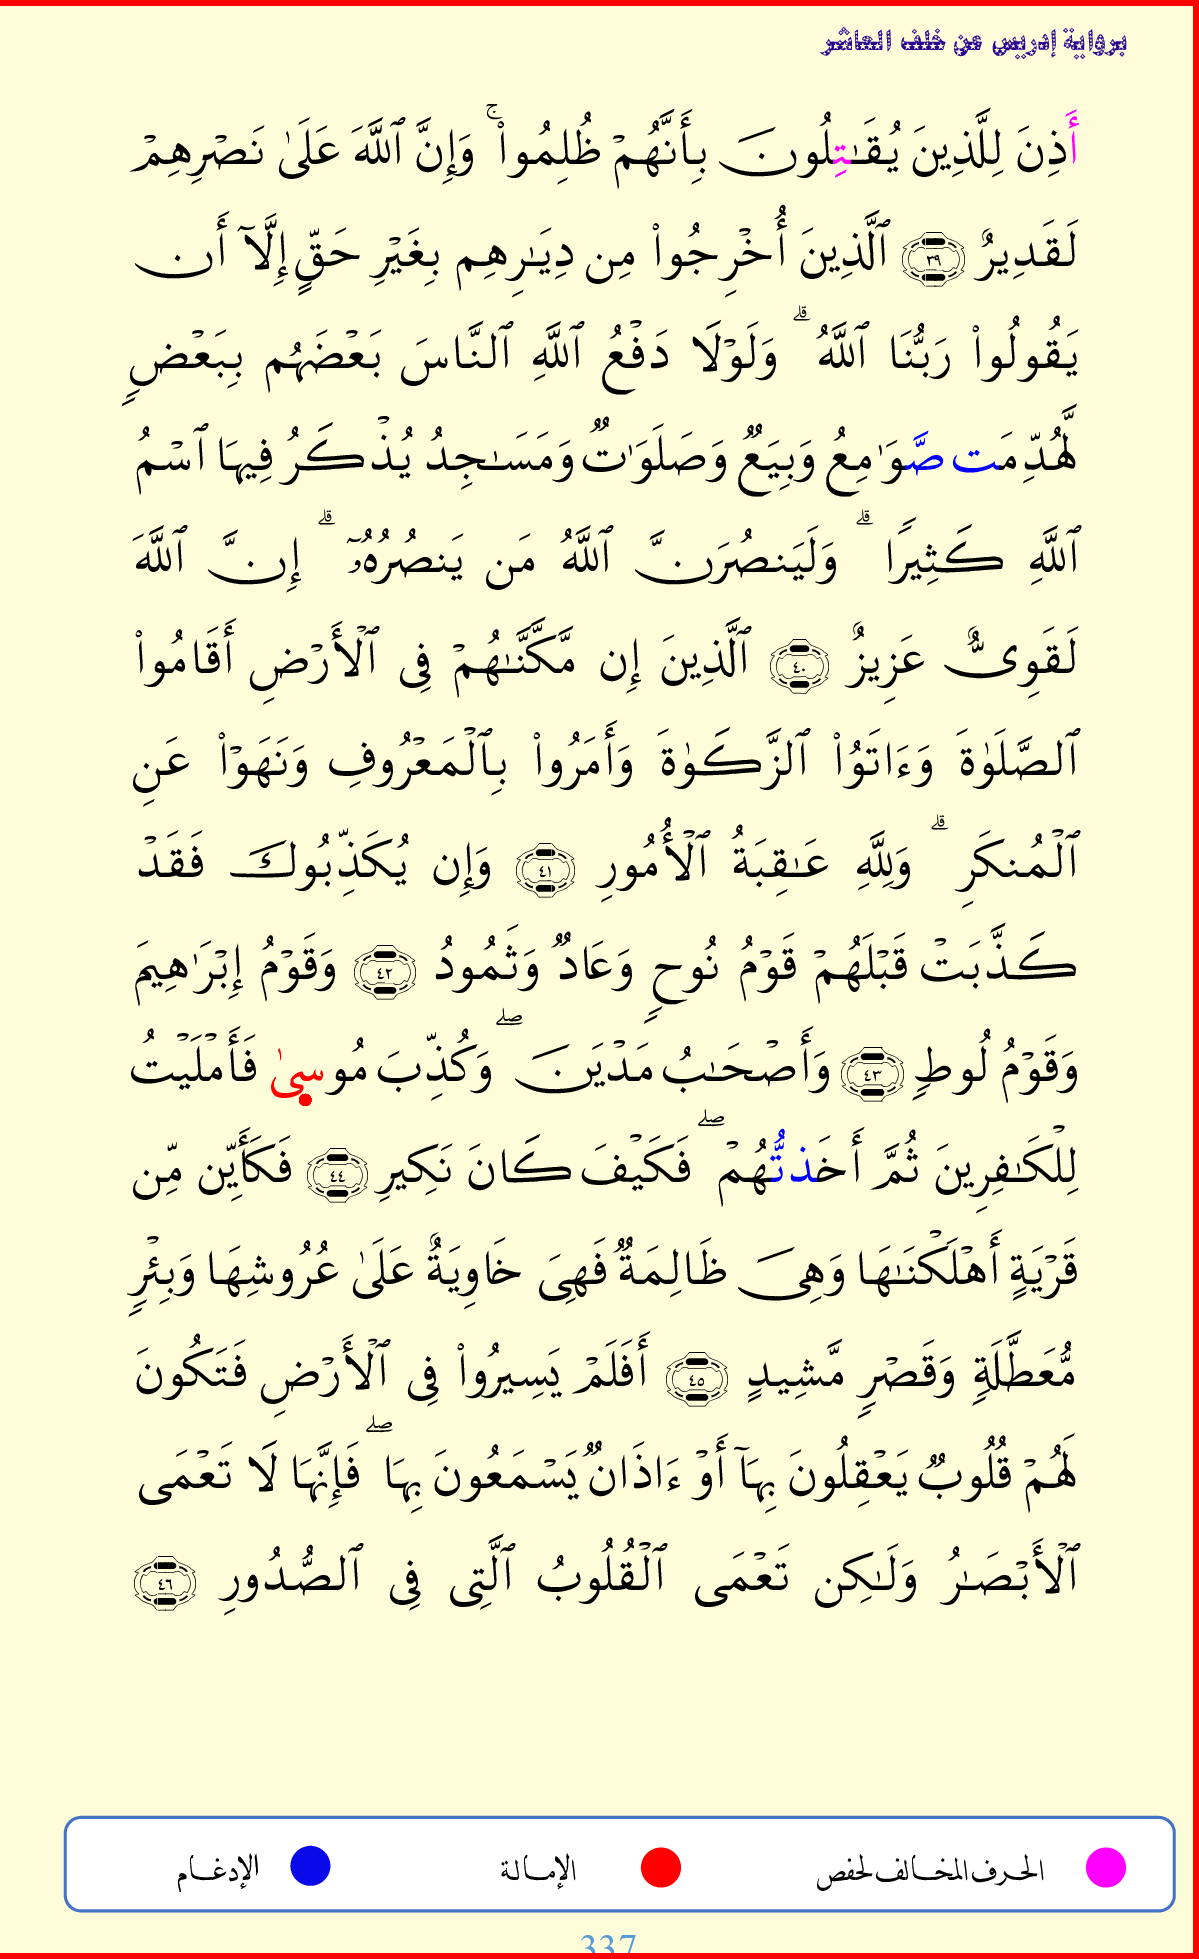 برواية إدريس عن خلف العاشر
أَذِنَ لِلَّذِينَ يُقَـٰتِلُونَ بِأَنَّهُمۡ ظُلِمُوا۟ۚ وَإِنَّ ٱللَّهَ عَلَىٰ نَصۡرِهِمۡ
لَقَدِيرٌ ٣٩ ٱلَّذِينَ أُخۡرِجُوا۟ مِن دِيَـٰرِهِم بِغَيۡرِ حَقٍّ إِلَّآ أَن
يَقُولُوا۟ رَبُّنَا ٱللَّهُ ۗ وَلَوۡلَا دَفۡعُ ٱللَّهِ ٱلنَّاسَ بَعۡضَهُم بِبَعۡضٍ
لَّهُدِّمَت صَّوَٰمِعُ وَبِيَعٌ وَصَلَوَٰتٌ وَمَسَـٰجِدُ يُذۡكَرُ فِيهَا ٱسۡمُ
ٱللَّهِ كَثِيرًا ۗ وَلَيَنصُرَنَّ ٱللَّهُ مَن يَنصُرُهُۥٓ ۗ إِنَّ ٱللَّهَ
لَقَوِىٌّ عَزِيزٌ ٤٠ ٱلَّذِينَ إِن مَّكَّنَّـٰهُمۡ فِى ٱلۡأَرۡضِ أَقَامُوا۟
ٱلصَّلَوٰةَ وَءَاتَوُا۟ ٱلزَّكَوٰةَ وَأَمَرُوا۟ بِٱلۡمَعۡرُوفِ وَنَهَوۡا۟ عَنِ
ٱلۡمُنكَرِ ۗ وَلِلَّهِ عَـٰقِبَةُ ٱلۡأُمُورِ ٤١ وَإِن يُكَذِّبُوكَ فَقَدۡ
كَذَّبَتۡ قَبۡلَهُمۡ قَوۡمُ نُوحٍ وَعَادٌ وَثَمُودُ ٤٢ وَقَوۡمُ إِبۡرَٰهِيمَ
وَقَوۡمُ لُوطٍ ٤٣ وَأَصۡحَـٰبُ مَدۡيَنَ ۖ وَكُذِّبَ مُوسىٰ فَأَمۡلَيۡتُ
لِلۡكَـٰفِرِينَ ثُمَّ أَخَذتُّهُمۡ ۖ فَكَيۡفَ كَانَ نَكِيرِ ٤٤ فَكَأَيِّن مِّن
قَرۡيَةٍ أَهۡلَكۡنَـٰهَا وَهِىَ ظَالِمَةٌ فَهِىَ خَاوِيَةٌ عَلَىٰ عُرُوشِهَا وَبِئۡرٍ
مُّعَطَّلَةٍ وَقَصۡرٍ مَّشِيدٍ ٤٥ أَفَلَمۡ يَسِيرُوا۟ فِى ٱلۡأَرۡضِ فَتَكُونَ
لَهُمۡ قُلُوبٌ يَعۡقِلُونَ بِهَآ أَوۡ ءَاذَانٌ يَسۡمَعُونَ بِهَا ۖ فَإِنَّهَا لَا تَعۡمَى
ٱلۡأَبۡصَـٰرُ وَلَـٰكِن تَعۡمَى ٱلۡقُلُوبُ ٱلَّتِى فِى ٱلصُّدُورِ ٤٦
الحرف المخالف لحفص الإمالة الإدغام
337